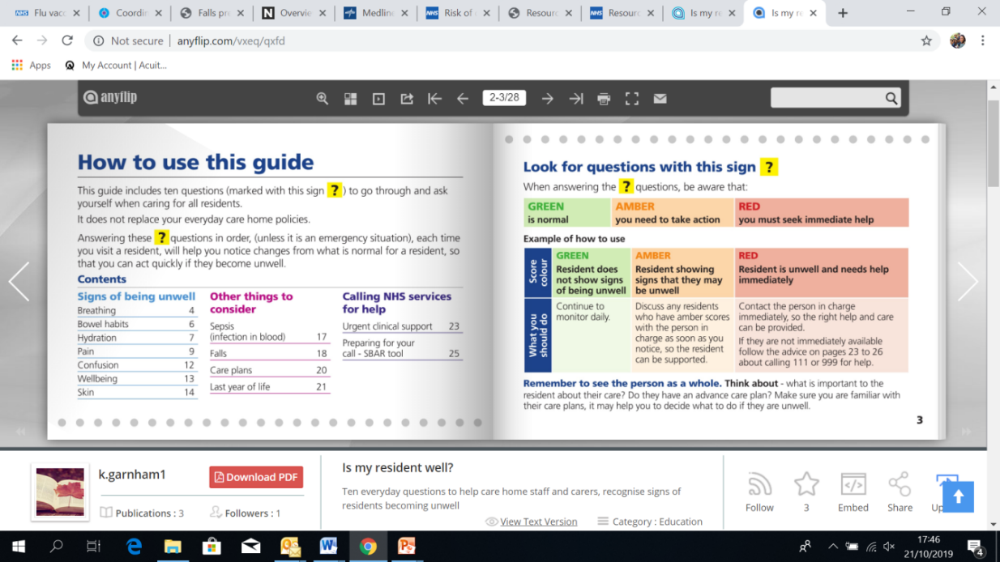 Flu vacc
Coordin
Falls pre
Overvie
Medline
NHS
Risk of
Resourc
NHS
Resourc
Is my re
Is my re
Not secure | anyflip.com/vxeq/qxfd
Apps
My Account | Acuit...
anyflip
2-3/28
How to use this guide
This guide includes ten questions (marked with this sign ? ) to go through and ask
yourself when caring for all residents.
It does not replace your everyday care home policies.
Answering these ? questions in order, (unless it is an emergency situation), each time
you visit a resident, will help you notice changes from what is normal for a resident, so
that you can act quickly if they become unwell.
Contents
Signs of being unwell
Breathing 4
Bowel habits 6
Hydration 7
Pain 9
Confusion 12
Wellbeing 13
Skin 14
Other things to
consider
Sepsis
(infection in blood) 17
Falls 18
Care plans 20
Last year of life 21
Calling NHS services
for help
Urgent clinical support 23
Preparing for your
call - SBAR tool 25
Look for questions with this sign ?
When answering the ? questions, be aware that:
GREEN
is normal
AMBER
you need to take action
RED
you must seek immediate help
Example of how to use
Score
colour
GREEN
Resident does
not show signs
of being unwell
AMBER
Resident showing
signs that they may
be unwell
RED
Resident is unwell and needs help
immediately
What you
should do
Continue to
monitor daily.
Discuss any residents
who have amber scores
with the person in
charge as soon as you
notice, so the resident
can be supported.
Contact the person in charge
immediately, so the right help and care
can be provided.
If they are not immediately available
follow the advice on pages 23 to 26
about calling 111 or 999 for help.
Remember to see the person as a whole. Think about - what is important to the
resident about their care? Do they have an advance care plan? Make sure you are familiar with
their care plans, it may help you to decide what to do if they are unwell.
3
k.garnham1
Download PDF
Publications : 3
Followers : 1
Is my resident well?
Ten everyday questions to help care home staff and carers, recognise signs of
residents becoming unwell
View Text Version
Category : Education
Follow
3
Embed
Share
Up
17:46
21/10/2019
4